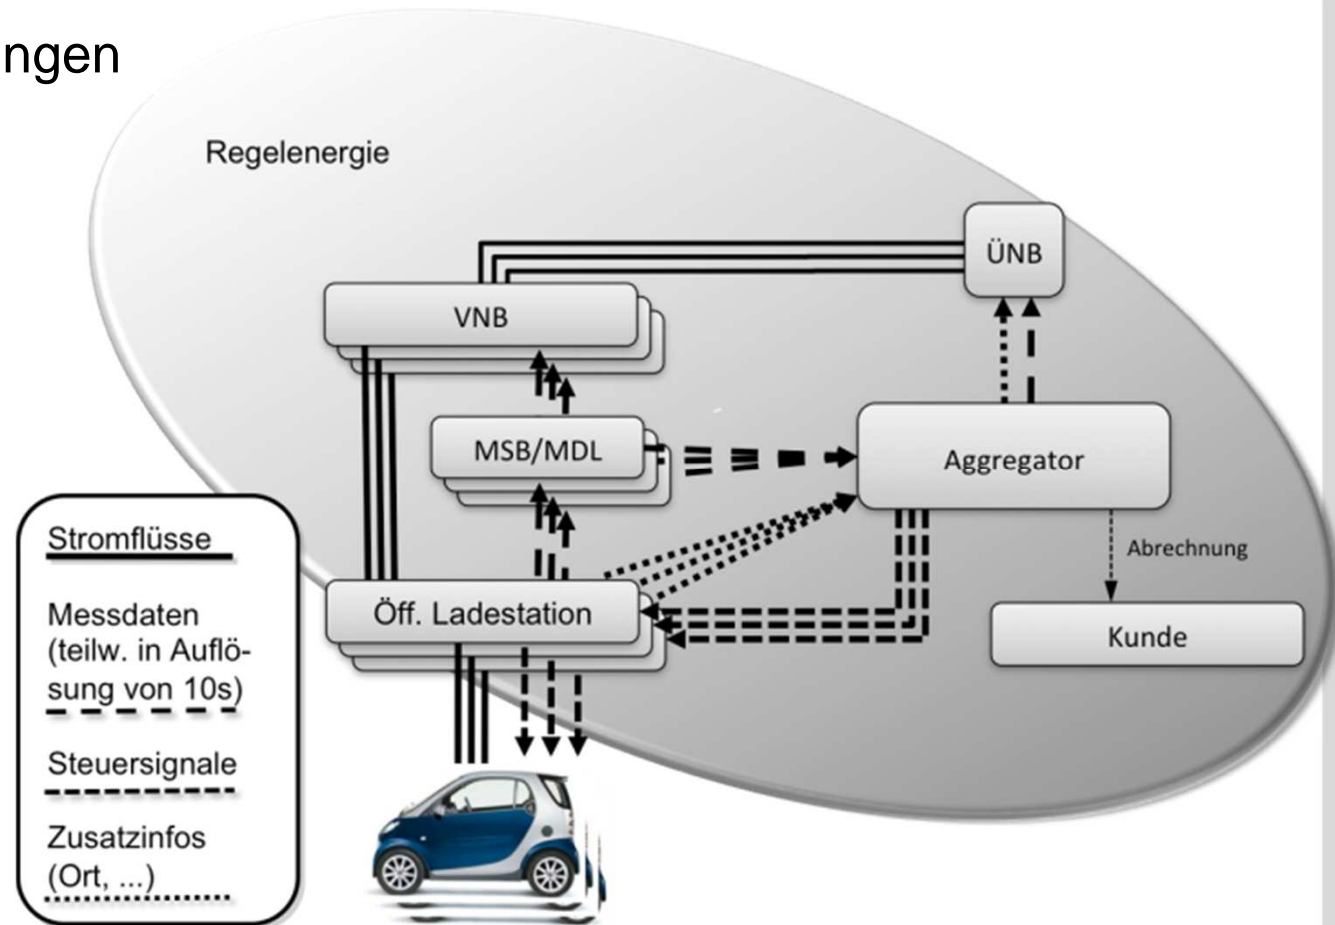 ngen
Regelenergie
ÜNB
VNB
MSB/MDL
Aggregator
Abrechnung
Öff. Ladestation
Kunde
Stromflüsse
Messdaten
(teilw. in Auflö-
sung von 10s)
Steuersignale
Zusatzinfos
(Ort, ...)